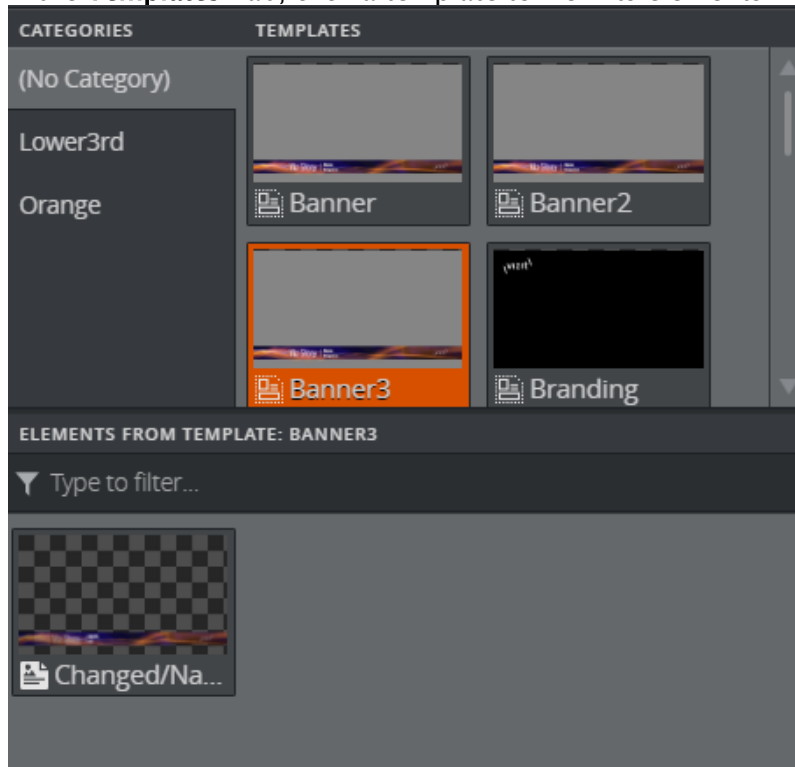 CATEGORIES
TEMPLATES
(No Category)
Lower3rd
Orange
Banner
Banner2
Banner3
Branding
ELEMENTS FROM TEMPLATE: BANNER3
Type to filter...
Changed/Na...